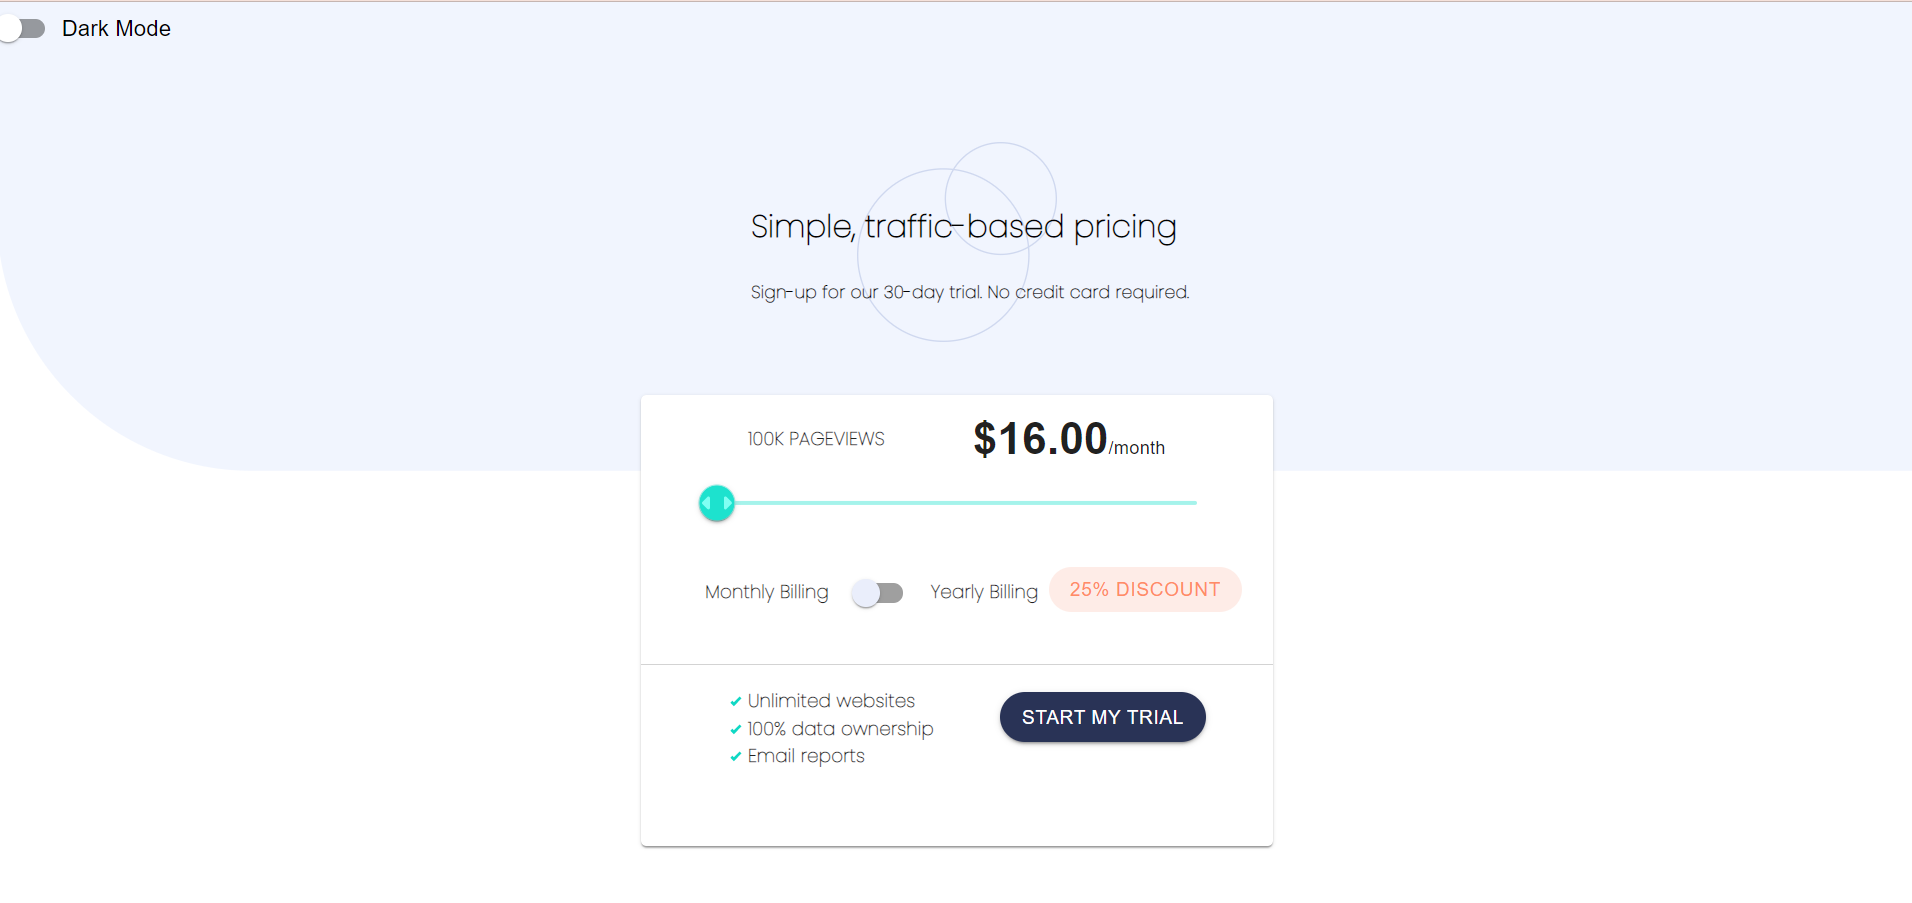 Dark Mode
Simple, traffic-based pricing
Sign-up for our 30-day trial. No credit card required.
100K PAGEVIEWS $16.00/month
Monthly Billing Yearly Billing 25% DISCOUNT
Unlimited websites
100% data ownership
Email reports
START MY TRIAL